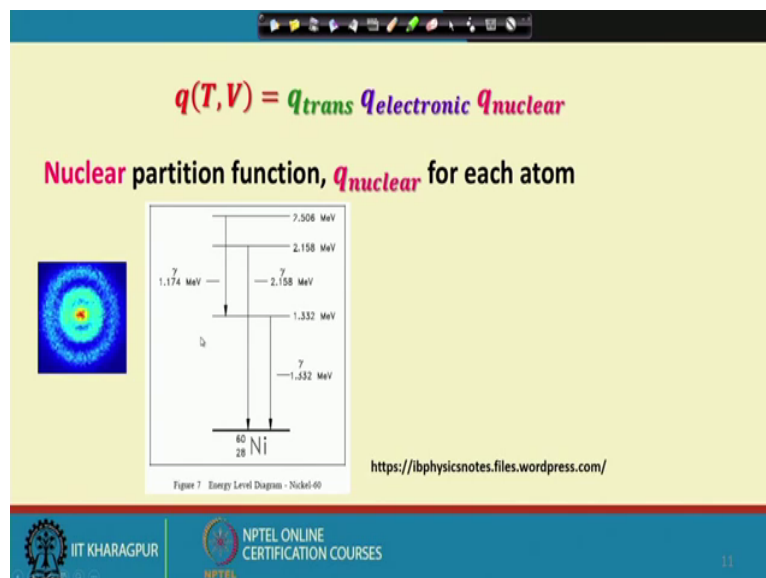 q(T, V) = q_trans q_electronic q_nuclear
Nuclear partition function, q_nuclear for each atom
2.506 MeV
2.158 MeV
γ γ
1.174 MeV 2.158 MeV
1.332 MeV
γ
1.332 MeV
60
28 Ni
https://ibphysicsnotes.files.wordpress.com/
Figure 7 Energy Level Diagram - Nickel-60
IIT KHARAGPUR
NPTEL ONLINE
CERTIFICATION COURSES
NPTEL
11